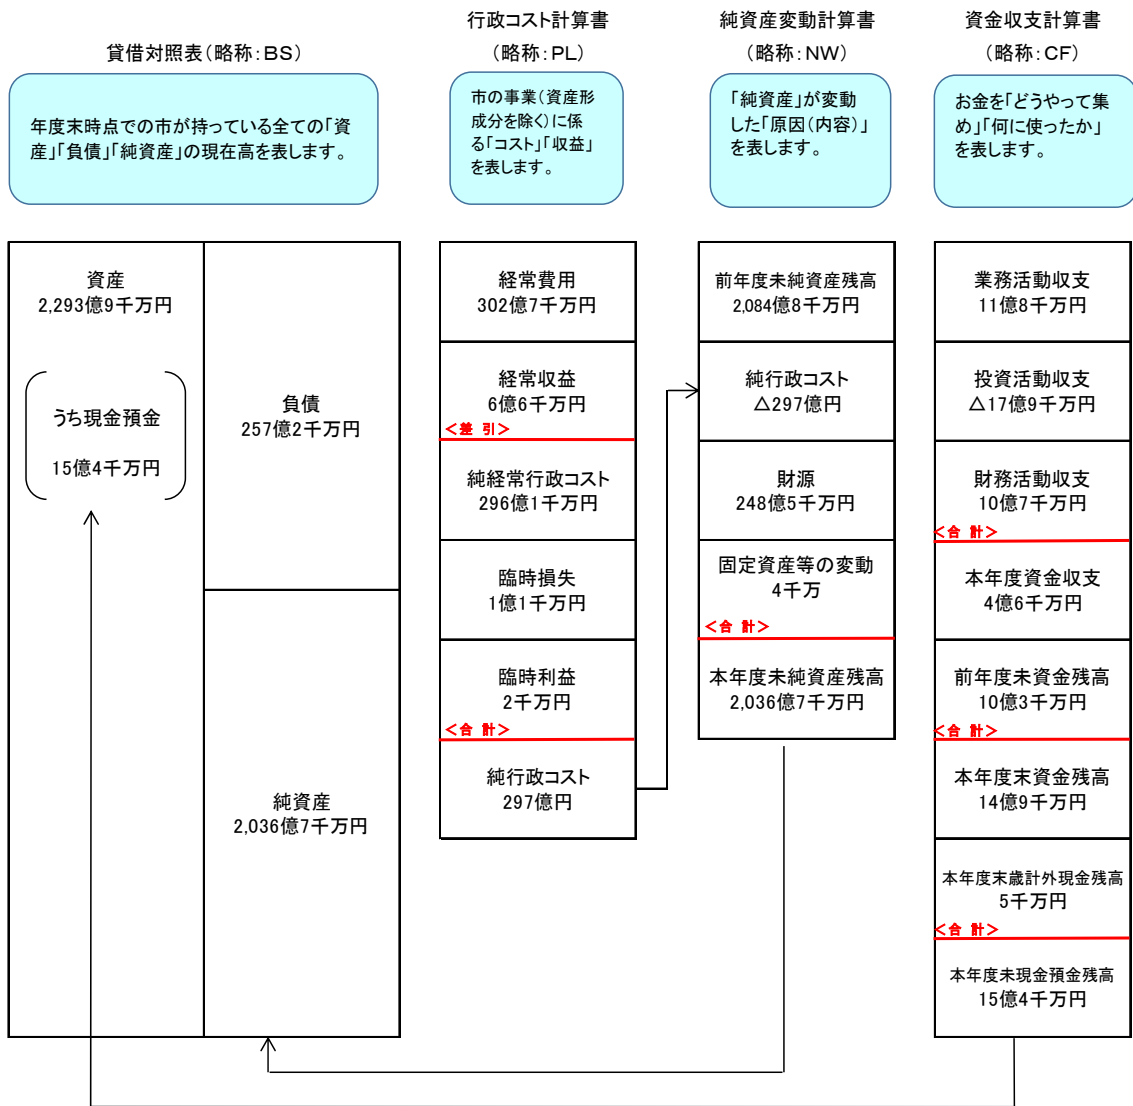 貸借対照表(略称:BS)
年度末時点での市が持っている全ての「資
産」「負債」「純資産」の現在高を表します。
行政コスト計算書
(略称:PL)
市の事業(資産形
成分を除く)に係
る「コスト」「収益」
を表します。
純資産変動計算書
(略称:NW)
「純資産」が変動
した「原因(内容)」
を表します。
資金収支計算書
(略称:CF)
お金を「どうやって集
め」「何に使ったか」
を表します。
資産
2,293億9千万円
うち現金預金
15億4千万円
負債
257億2千万円
純資産
2,036億7千万円
経常費用
302億7千万円
経常収益
6億6千万円
<差 引>
純経常行政コスト
296億1千万円
臨時損失
1億1千万円
臨時利益
2千万円
<合 計>
純行政コスト
297億円
前年度未純資産残高
2,084億8千万円
純行政コスト
△297億円
財源
248億5千万円
固定資産等の変動
4千万
<合 計>
本年度未純資産残高
2,036億7千万円
業務活動収支
11億8千万円
投資活動収支
△17億9千万円
財務活動収支
10億7千万円
<合 計>
本年度資金収支
4億6千万円
前年度未資金残高
10億3千万円
<合 計>
本年度末資金残高
14億9千万円
本年度末歳計外現金残高
5千万円
<合 計>
本年度未現金預金残高
15億4千万円